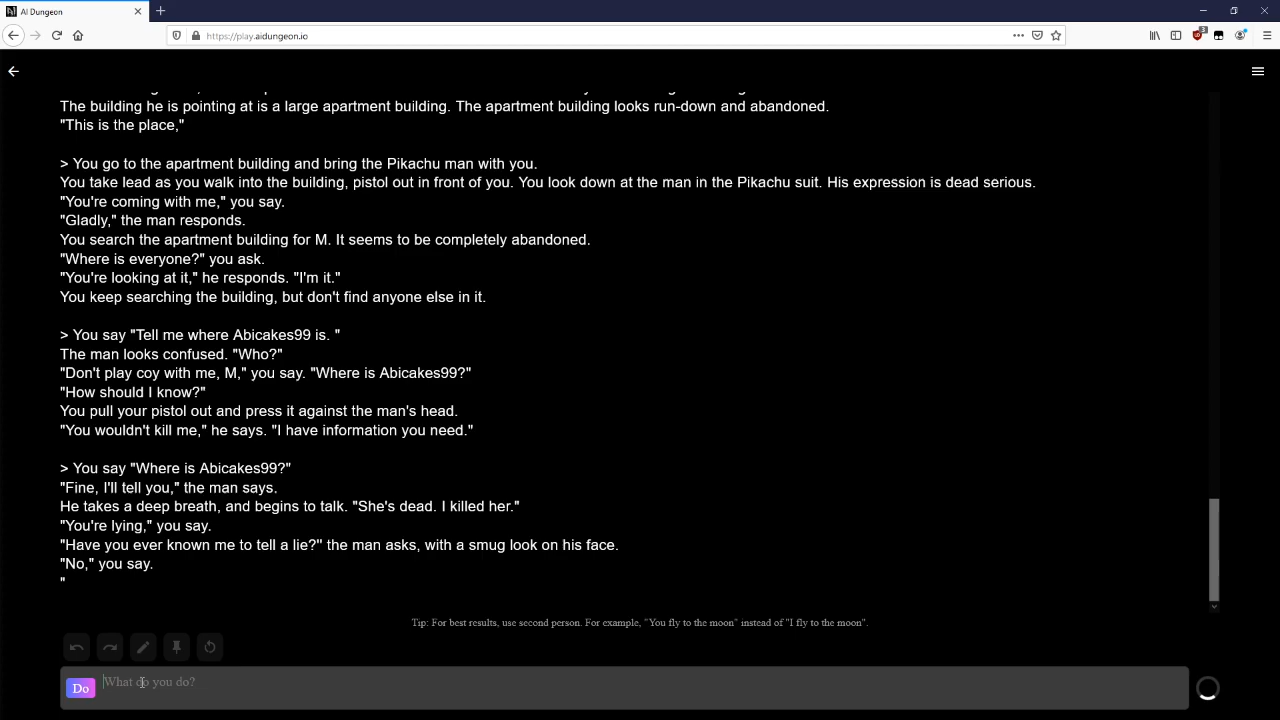 AI Dungeon
https://play.aidungeon.io
The building he is pointing at is a large apartment building. The apartment building looks run-down and abandoned.
"This is the place,"
> You go to the apartment building and bring the Pikachu man with you.
You take lead as you walk into the building, pistol out in front of you. You look down at the man in the Pikachu suit. His expression is dead serious.
"You're coming with me," you say.
"Gladly," the man responds.
You search the apartment building for M. It seems to be completely abandoned.
"Where is everyone?" you ask.
"You're looking at it," he responds. "I'm it."
You keep searching the building, but don't find anyone else in it.
> You say "Tell me where Abicakes99 is. "
The man looks confused. "Who?"
"Don't play coy with me, M," you say. "Where is Abicakes99?"
"How should I know?"
You pull your pistol out and press it against the man's head.
"You wouldn't kill me," he says. "I have information you need."
> You say "Where is Abicakes99?"
"Fine, I'll tell you," the man says.
He takes a deep breath, and begins to talk. "She's dead. I killed her."
"You're lying," you say.
"Have you ever known me to tell a lie?" the man asks, with a smug look on his face.
"No," you say.
"
Tip: For best results, use second person. For example, "You fly to the moon" instead of "I fly to the moon".
Do What do you do?